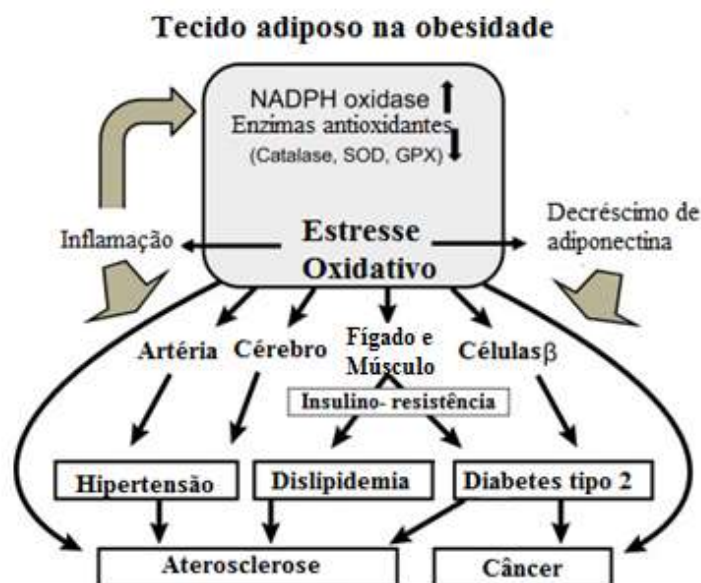 Tecido adiposo na obesidade
NADPH oxidase
Enzimas antioxidantes
(Catalase, SOD, GPX)
Inflamação
Estresse
Oxidativo
Decréscimo de
adiponectina
Artéria
Cérebro
Fígado e
Músculo
Célulasβ
Insulino- resistência
Hipertensão
Dislipidemia
Diabetes tipo 2
Aterosclerose
Câncer